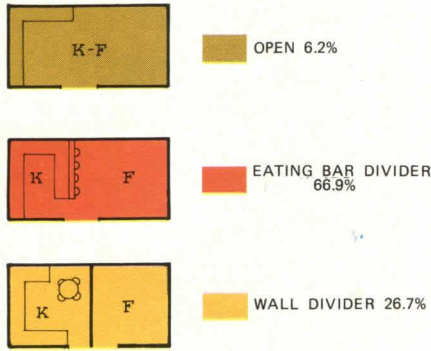 K-F
OPEN 6.2%
K F
EATING BAR DIVIDER
66.9%
K F
WALL DIVIDER 26.7%